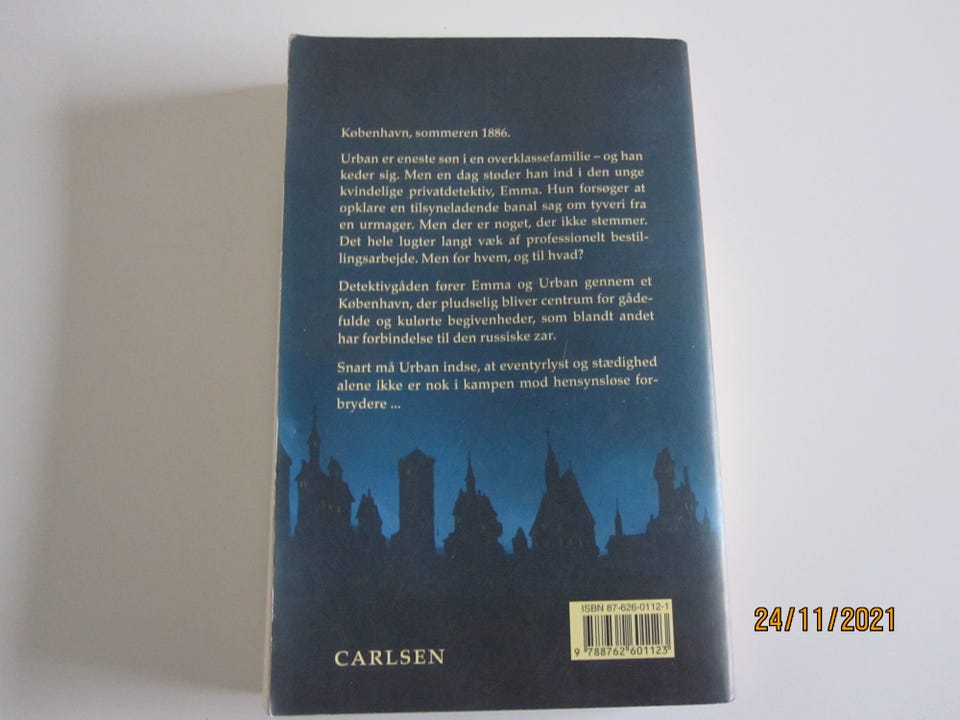 København, sommeren 1886.
Urban er eneste søn i en overklassefamilie – og han
keder sig. Men en dag støder han ind i den unge
kvindelige privatdetektiv, Emma. Hun forsøger at
opklare en tilsyneladende banal sag om tyveri fra
en urmager. Men der er noget, der ikke stemmer.
Det hele lugter langt væk af professionelt bestil-
lingsarbejde. Men for hvem, og til hvad?
Detektivgåden fører Emma og Urban gennem et
København, der pludselig bliver centrum for gåde-
fulde og kulørte begivenheder, som blandt andet
har forbindelse til den russiske zar.
Snart må Urban indse, at eventyrlyst og stædighed
alene ikke er nok i kampen mod hensynsløse for-
brydere ...
ISBN 87-626-0112-1
9 788762 601123
CARLSEN
24/11/2021